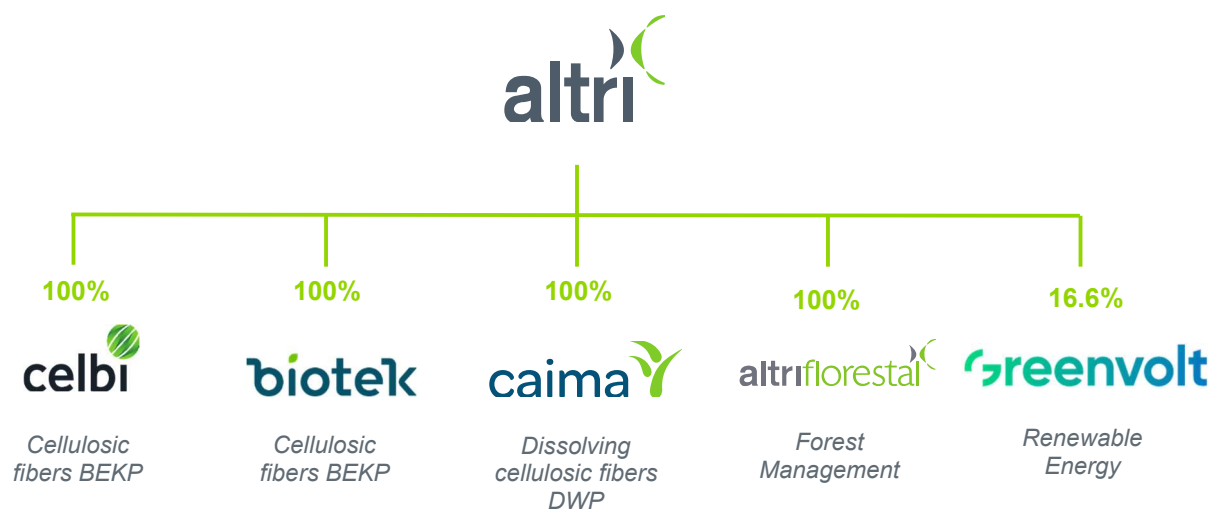 altri
100%
100%
100%
100%
16.6%
celbi
biotek
caima
altriflorestal
Greenvolt
Cellulosic
fibers BEKP
Cellulosic
fibers BEKP
Dissolving
cellulosic fibers
DWP
Forest
Management
Renewable
Energy